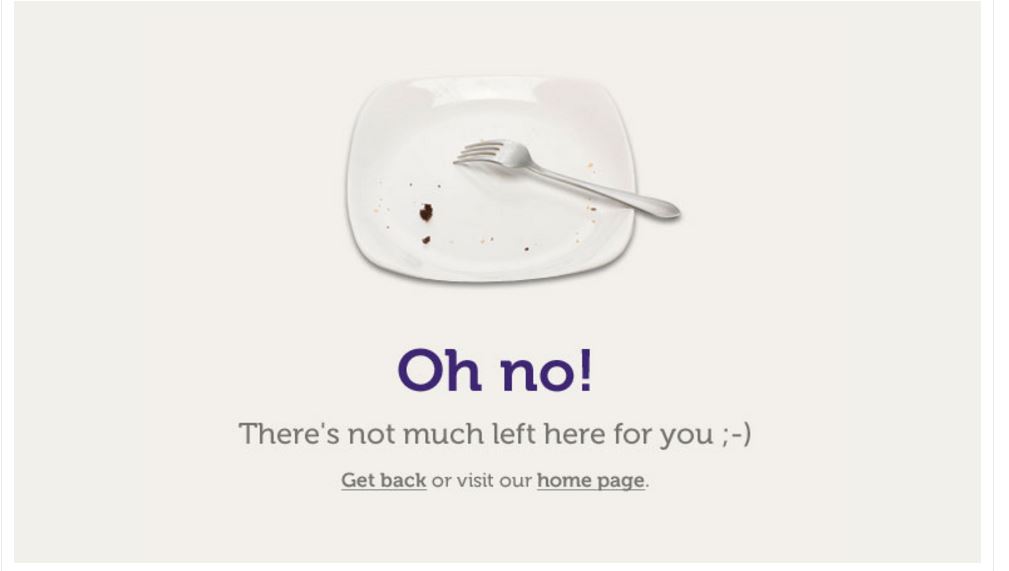 Oh no!
There's not much left here for you ;-)
Get back or visit our home page.